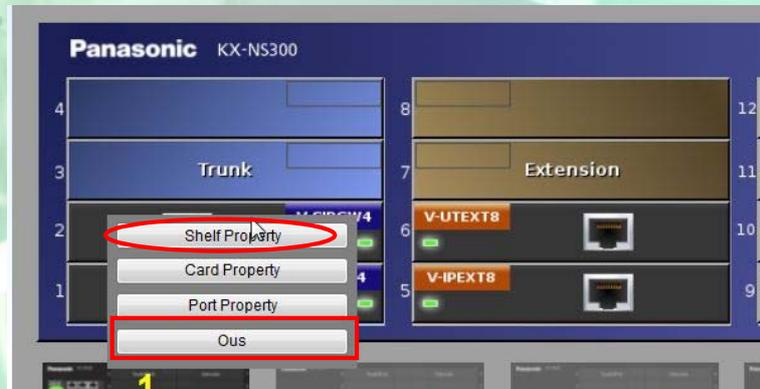 Panasonic KX-NS300
4
8
12
3
Trunk
7
Extension
11
2
V-SIPGW4
6
V-UTEXT8
10
Shelf Property
Card Property
1
4
5
V-IPEXT8
9
Port Property
Ous
1